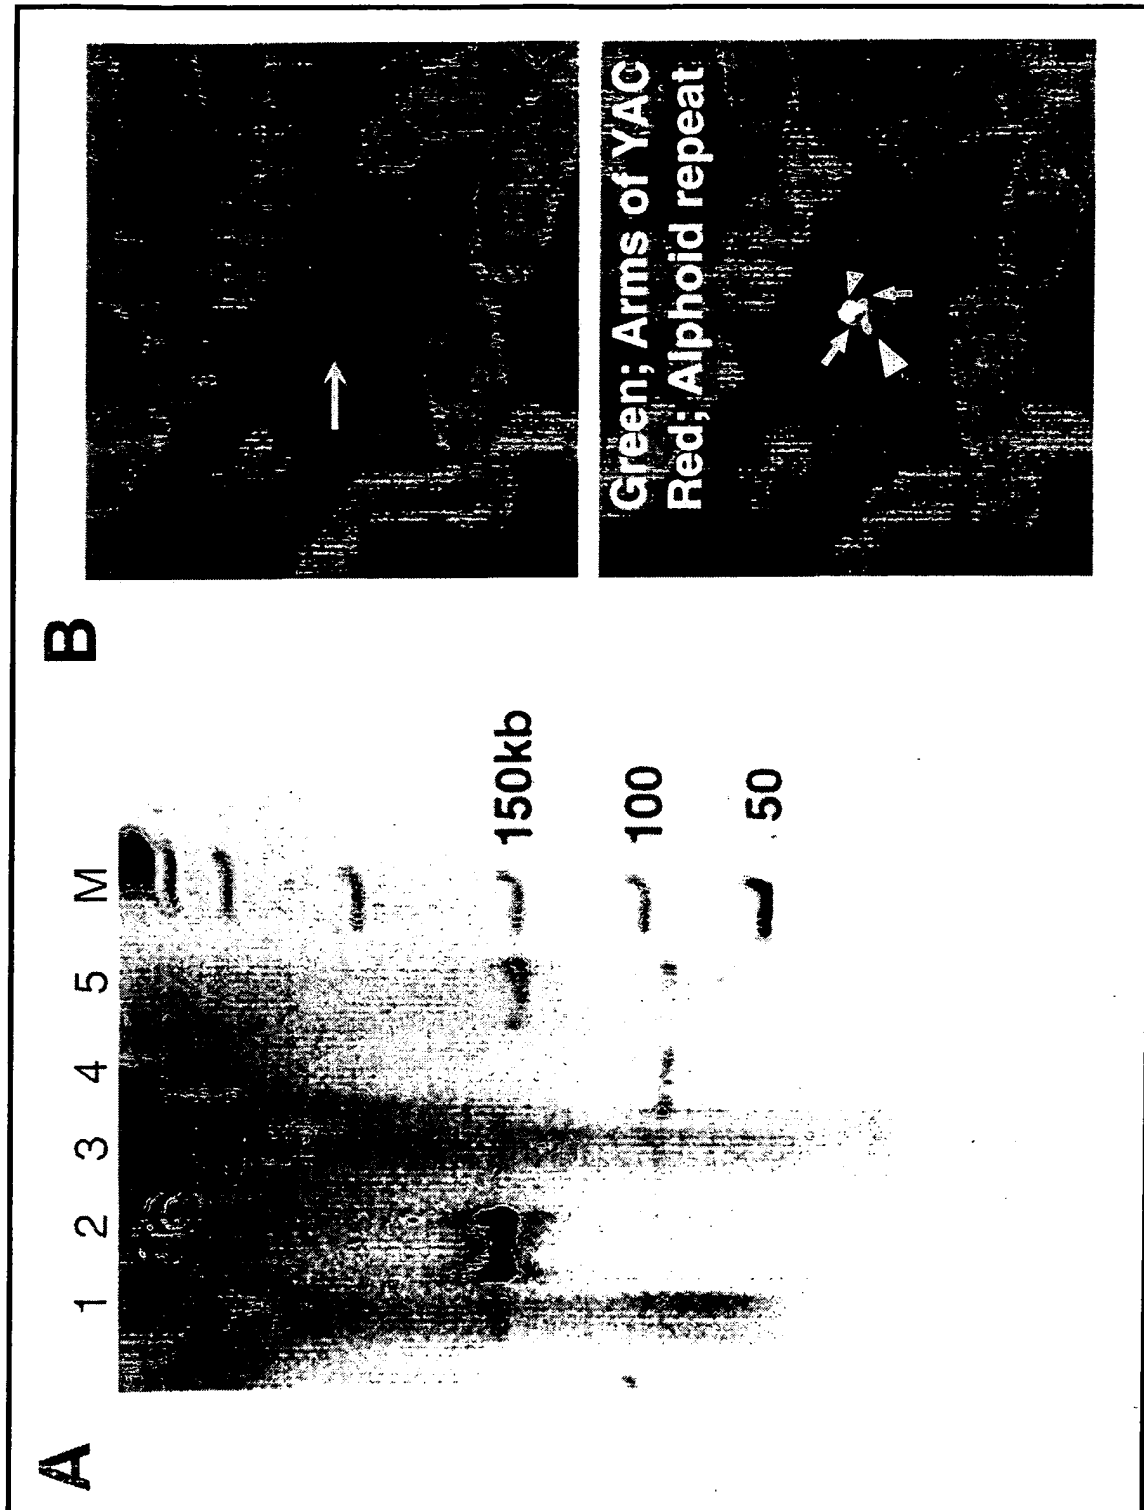 A
1 2 3 4 5 M
150kb
100
50
B
Green; Arms of YAC
Red; Alphoid repeat